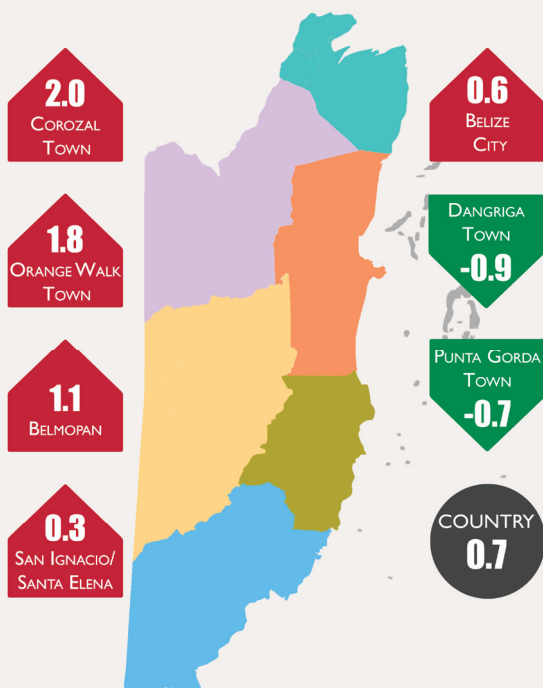 2.0
COROZAL
TOWN
1.8
ORANGE WALK
TOWN
1.1
BELMOPAN
0.3
SAN IGNACIO/
SANTA ELENA
0.6
BELIZE
CITY
DANGRIGA
TOWN
-0.9
PUNTA GORDA
TOWN
-0.7
COUNTRY
0.7